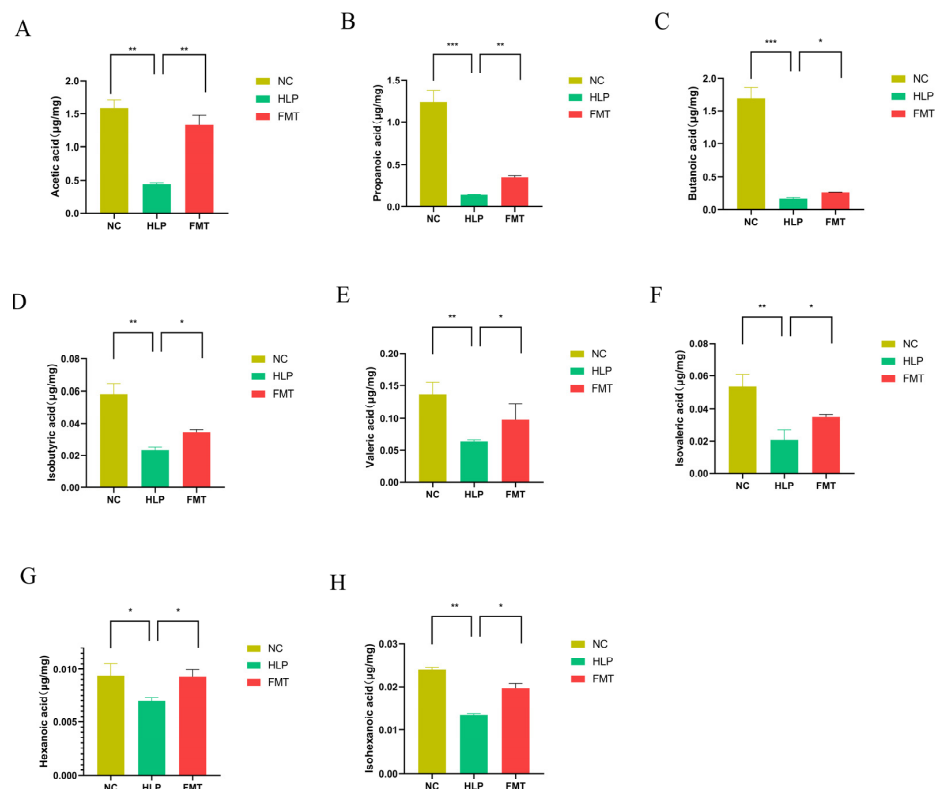 A
** **
Acetic acid(μg/mg)
2.0
1.5
1.0
0.5
0.0
NC HLP FMT
NC
HLP
FMT
B
*** **
Propanoic acid(μg/mg)
1.5
1.0
0.5
0.0
NC HLP FMT
NC
HLP
FMT
C
*** *
Butanoic acid(μg/mg)
2.0
1.5
1.0
0.5
0.0
NC HLP FMT
NC
HLP
FMT
D
** *
Isobutyric acid(μg/mg)
0.08
0.06
0.04
0.02
0.00
NC HLP FMT
NC
HLP
FMT
E
** *
Valeric acid(μg/mg)
0.20
0.15
0.10
0.05
0.00
NC HLP FMT
NC
HLP
FMT
F
** *
Isovaleric acid(μg/mg)
0.08
0.06
0.04
0.02
0.00
NC HLP FMT
NC
HLP
FMT
G
* *
Hexanoic acid(μg/mg)
0.010
0.005
0.000
NC HLP FMT
NC
HLP
FMT
H
** *
Isohexanoic acid(μg/mg)
0.03
0.02
0.01
0.00
NC HLP FMT
NC
HLP
FMT